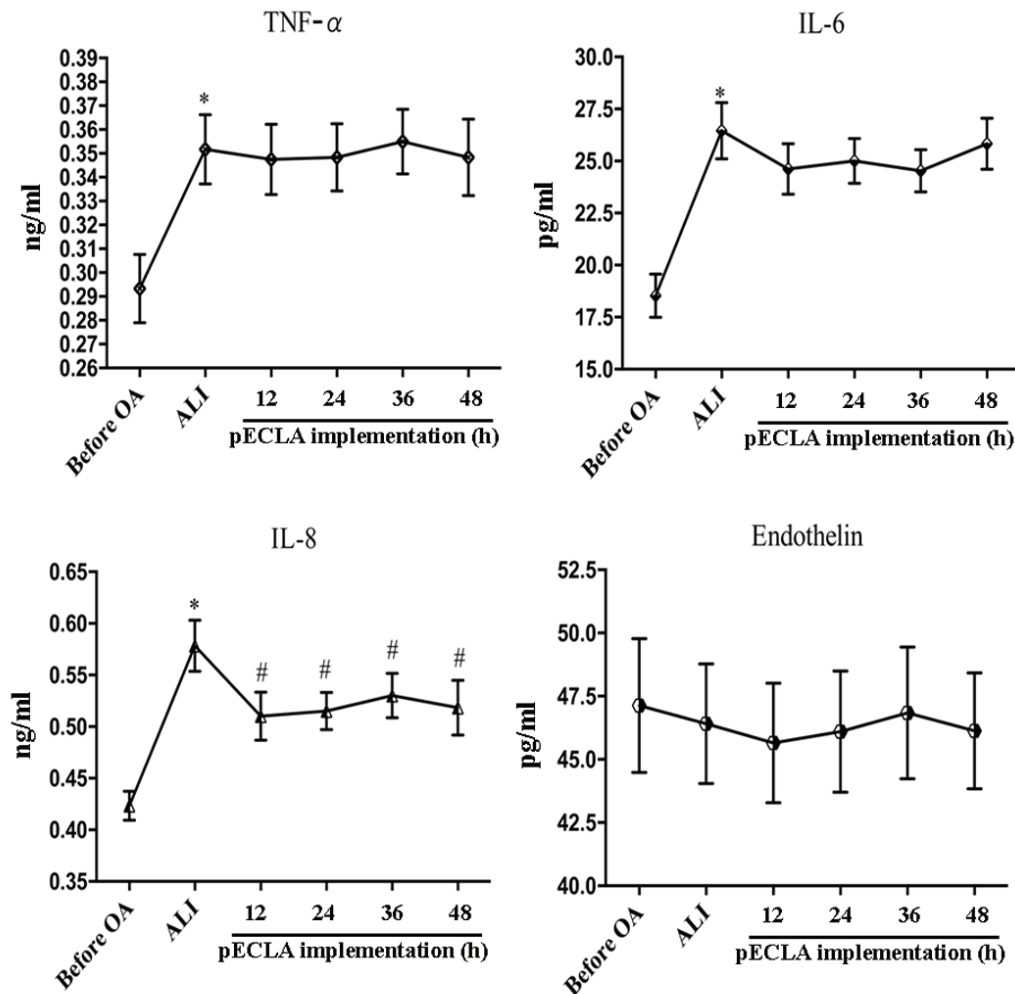 TNF-α
ng/ml
0.39
0.38
0.37
0.36
0.35
0.34
0.33
0.32
0.31
0.30
0.29
0.28
0.27
0.26
*
Before OA
ALI
12
24
36
48
pECLA implementation (h)
IL-6
pg/ml
30.0
27.5
25.0
22.5
20.0
17.5
15.0
*
Before OA
ALI
12
24
36
48
pECLA implementation (h)
IL-8
ng/ml
0.65
0.60
0.55
0.50
0.45
0.40
0.35
*
#
#
#
#
Before OA
ALI
12
24
36
48
pECLA implementation (h)
Endothelin
pg/ml
52.5
50.0
47.5
45.0
42.5
40.0
Before OA
ALI
12
24
36
48
pECLA implementation (h)